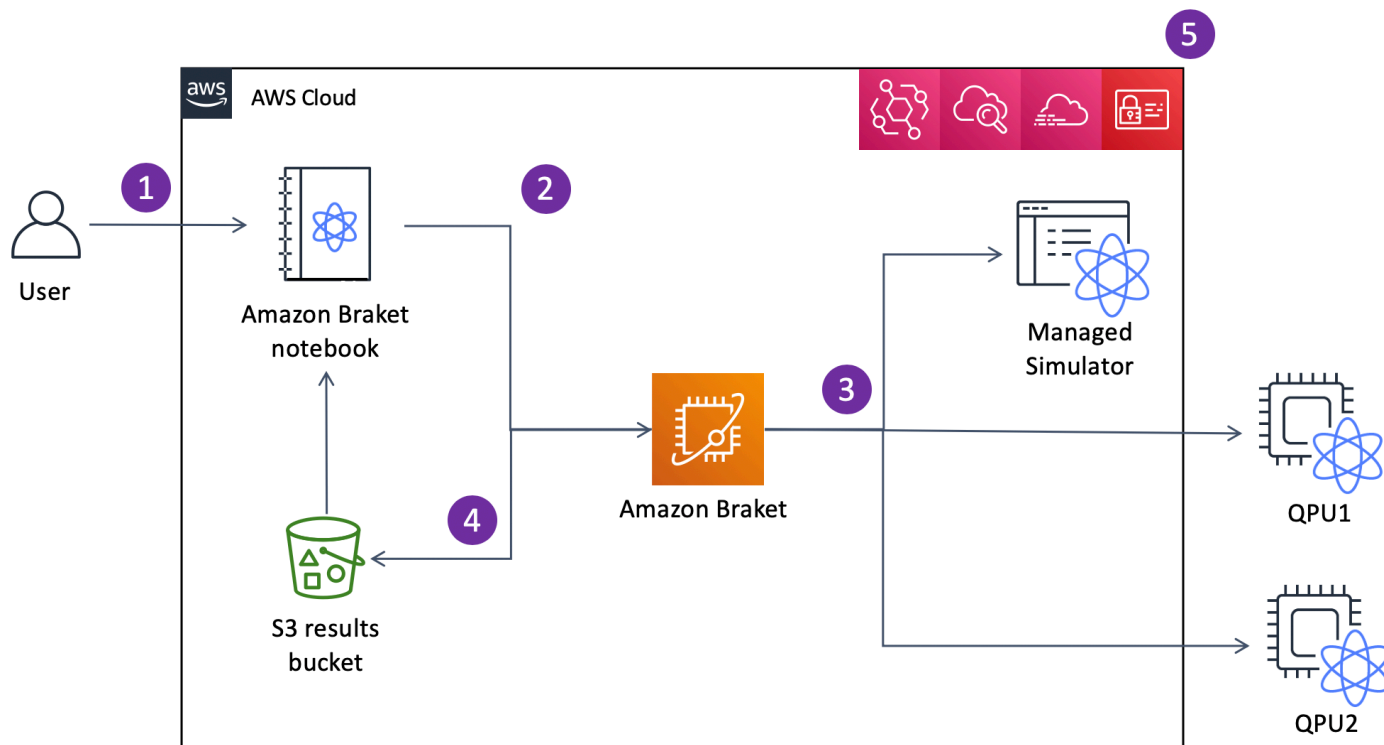 5
aws
AWS Cloud
1
2
User
Amazon Braket
notebook
Managed
Simulator
3
Amazon Braket
QPU1
4
S3 results
bucket
QPU2